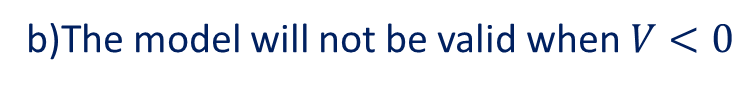 b)The model will not be valid when V < 0